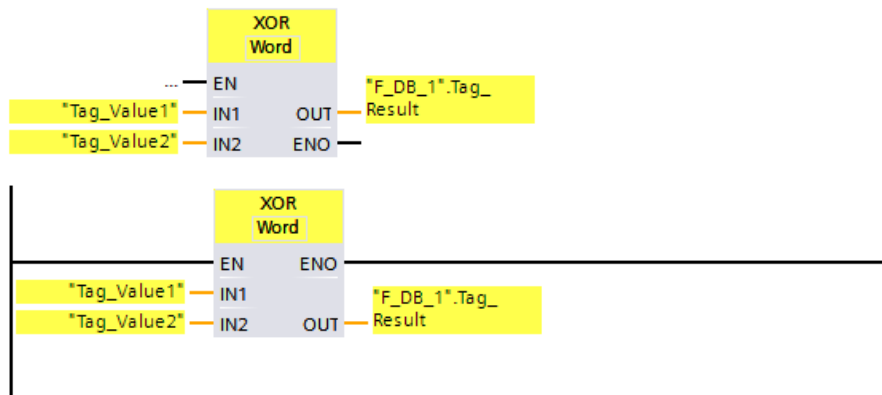 XOR
Word
... EN
"Tag_Value1" IN1 OUT "F_DB_1".Tag_
Result
"Tag_Value2" IN2 ENO
XOR
Word
EN ENO
"Tag_Value1" IN1 "F_DB_1".Tag_
"Tag_Value2" IN2 OUT Result